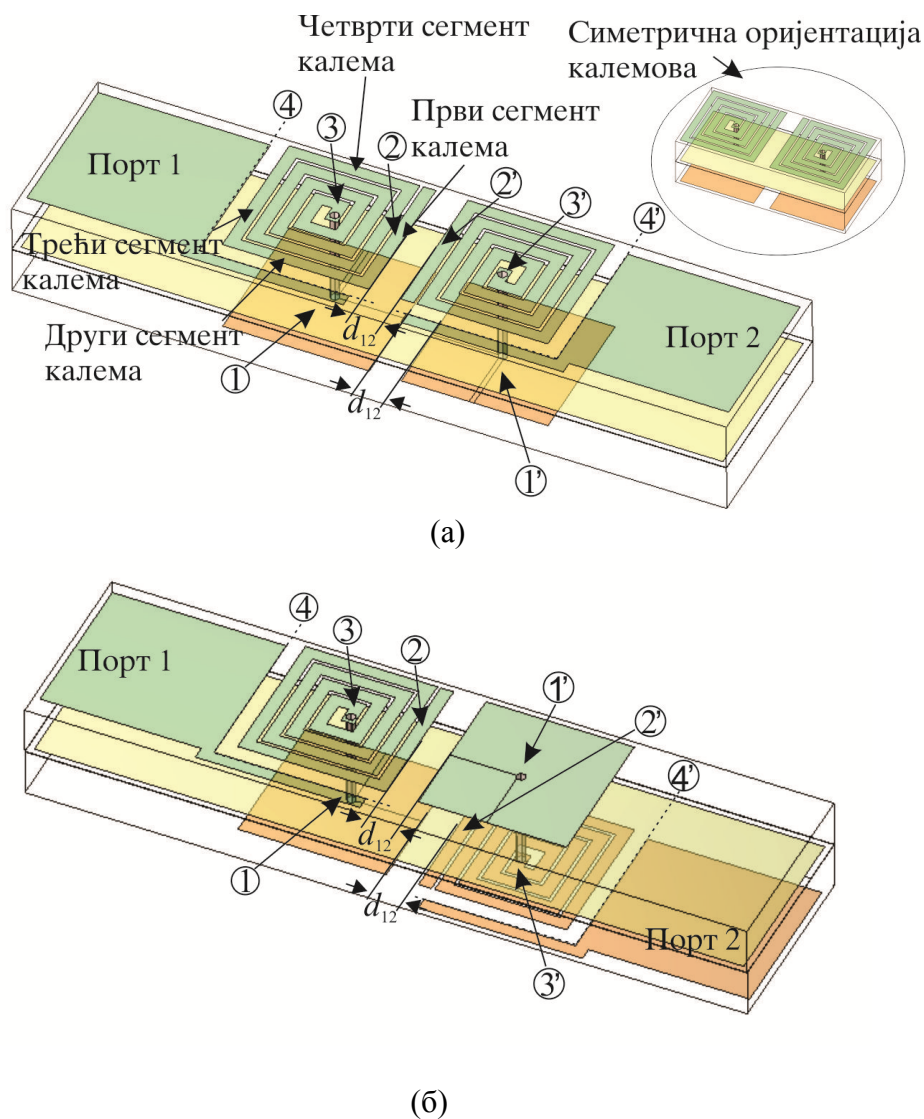 Четврти сегмент
калема
Симетрична оријентација
калемова
④
③
Први сегмент
②
калема
Порт 1
②'
③'
④'
Трећи сегмент
калема
Порт 2
Други сегмент
калема
①
d12
d12
①'
(а)
④
③
②
Порт 1
①'
②'
④'
①
d12
d12
Порт 2
③'
(б)